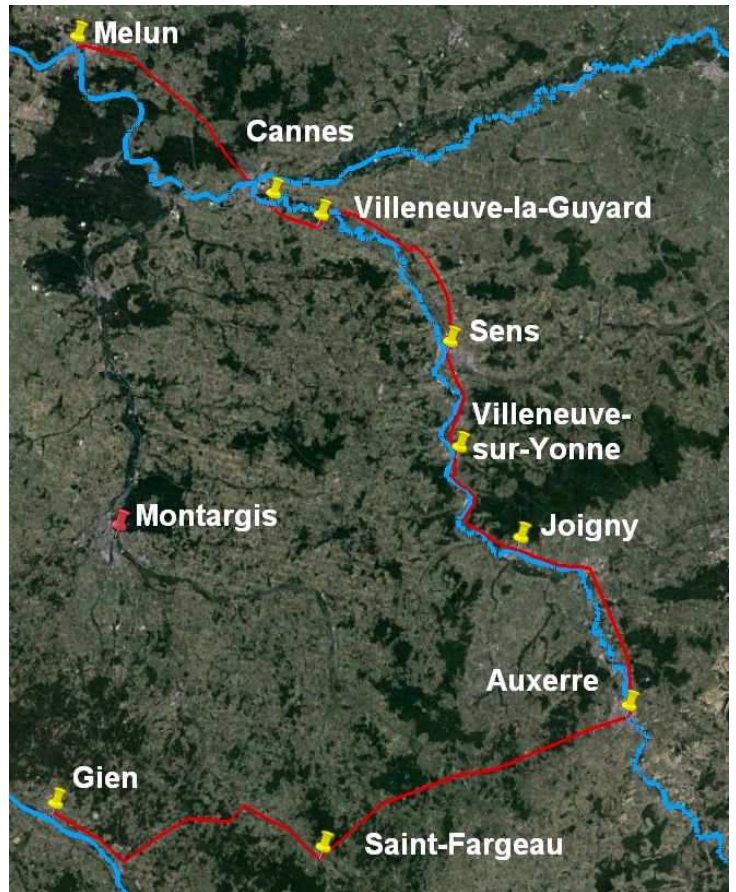 Melun
Cannes
Villeneuve-la-Guyard
Sens
Villeneuve-
sur-Yonne
Montargis
Joigny
Auxerre
Gien
Saint-Fargeau